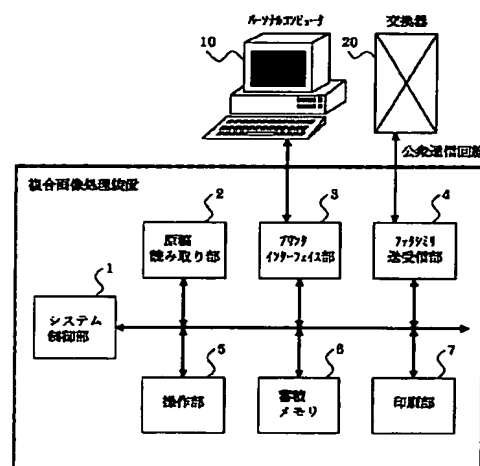 パーソナルコンピュータ
交換器
10
20
公衆通信回線
複合画像処理装置
2
3
4
原稿
読み取り部
プリンタ
インターフェイス部
ファクシミリ
送受信部
1
システム
制御部
5
6
7
操作部
蓄積
メモリ
印刷部